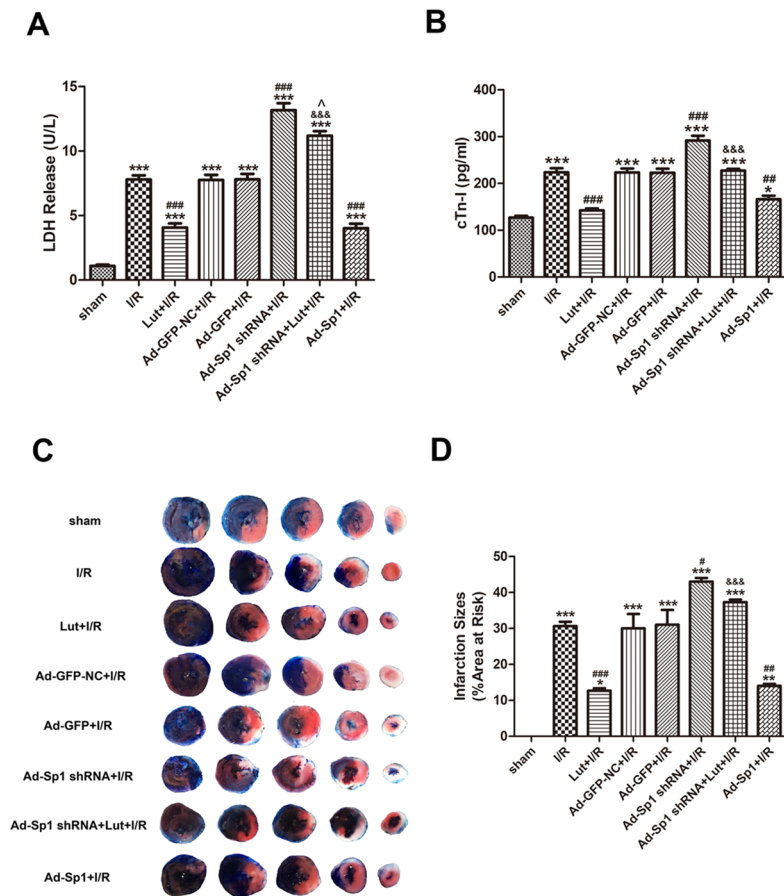 A
LDH Release (U/L)
15
10
5
0
***
###
***
***
***
###
***
^
&&&
***
###
***
sham
I/R
Lut+I/R
Ad-GFP-NC+I/R
Ad-GFP+I/R
Ad-Sp1 shRNA+I/R
Ad-Sp1 shRNA+Lut+I/R
Ad-Sp1+I/R
B
cTn-I (pg/ml)
400
300
200
100
0
***
###
***
***
###
***
&&&
***
##
*
sham
I/R
Lut+I/R
Ad-GFP-NC+I/R
Ad-GFP+I/R
Ad-Sp1 shRNA+I/R
Ad-Sp1 shRNA+Lut+I/R
Ad-Sp1+I/R
C
sham
I/R
Lut+I/R
Ad-GFP-NC+I/R
Ad-GFP+I/R
Ad-Sp1 shRNA+I/R
Ad-Sp1 shRNA+Lut+I/R
Ad-Sp1+I/R
D
Infarction Sizes
(%Area at Risk)
50
40
30
20
10
0
***
###
*
***
***
#
***
&&&
***
##
**
sham
I/R
Lut+I/R
Ad-GFP-NC+I/R
Ad-GFP+I/R
Ad-Sp1 shRNA+I/R
Ad-Sp1 shRNA+Lut+I/R
Ad-Sp1+I/R